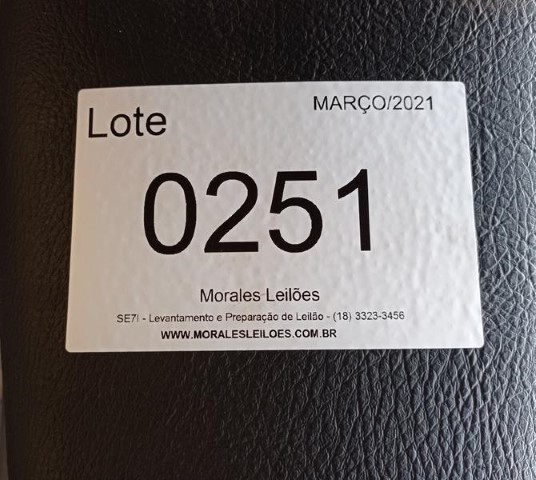 MARÇO/2021
Lote
0251
Morales Leilões
SE7I - Levantamento e Preparação de Leilão - (18) 3323-3456
WWW.MORALESLEILOES.COM.BR